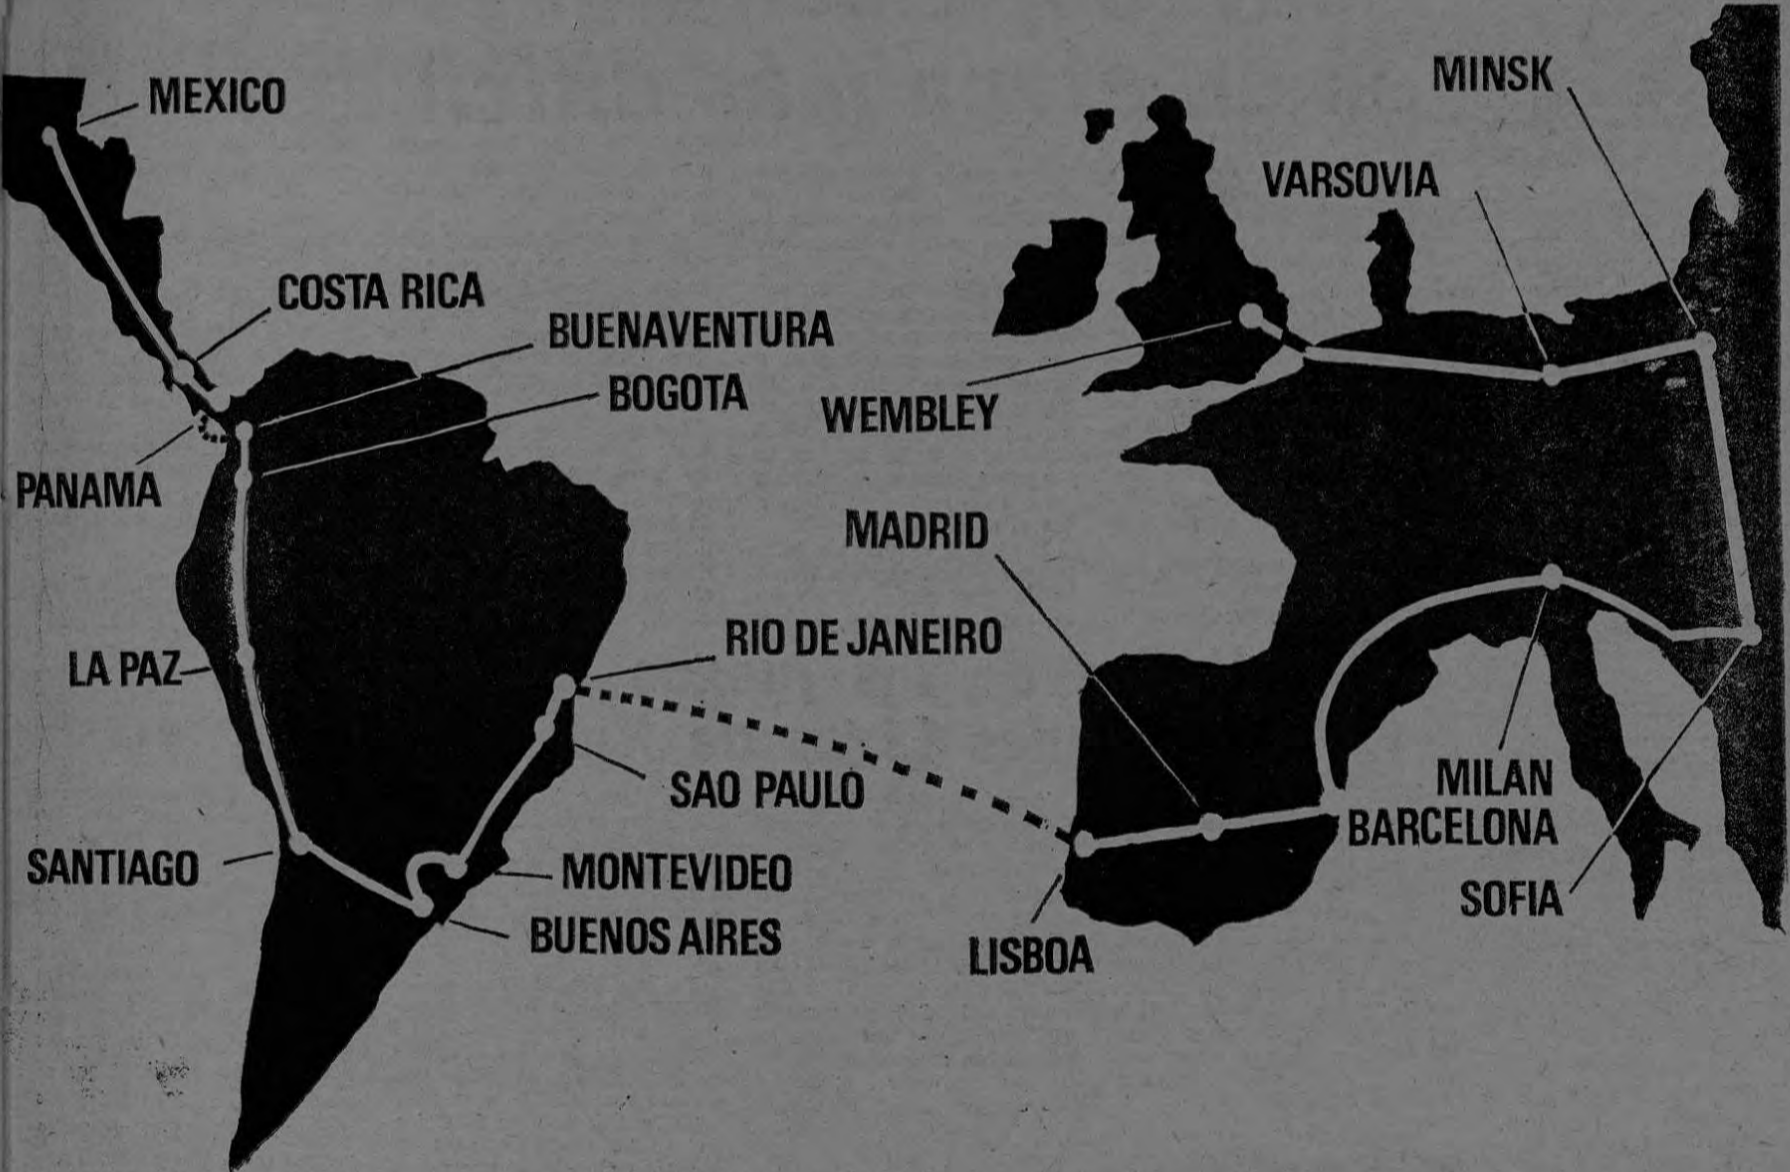 MEXICO
COSTA RICA
BUENAVENTURA
BOGOTA
PANAMA
LA PAZ
RIO DE JANEIRO
SAO PAULO
SANTIAGO
MONTEVIDEO
BUENOS AIRES
MINSK
VARSOVIA
WEMBLEY
MADRID
MILAN
BARCELONA
SOFIA
LISBOA